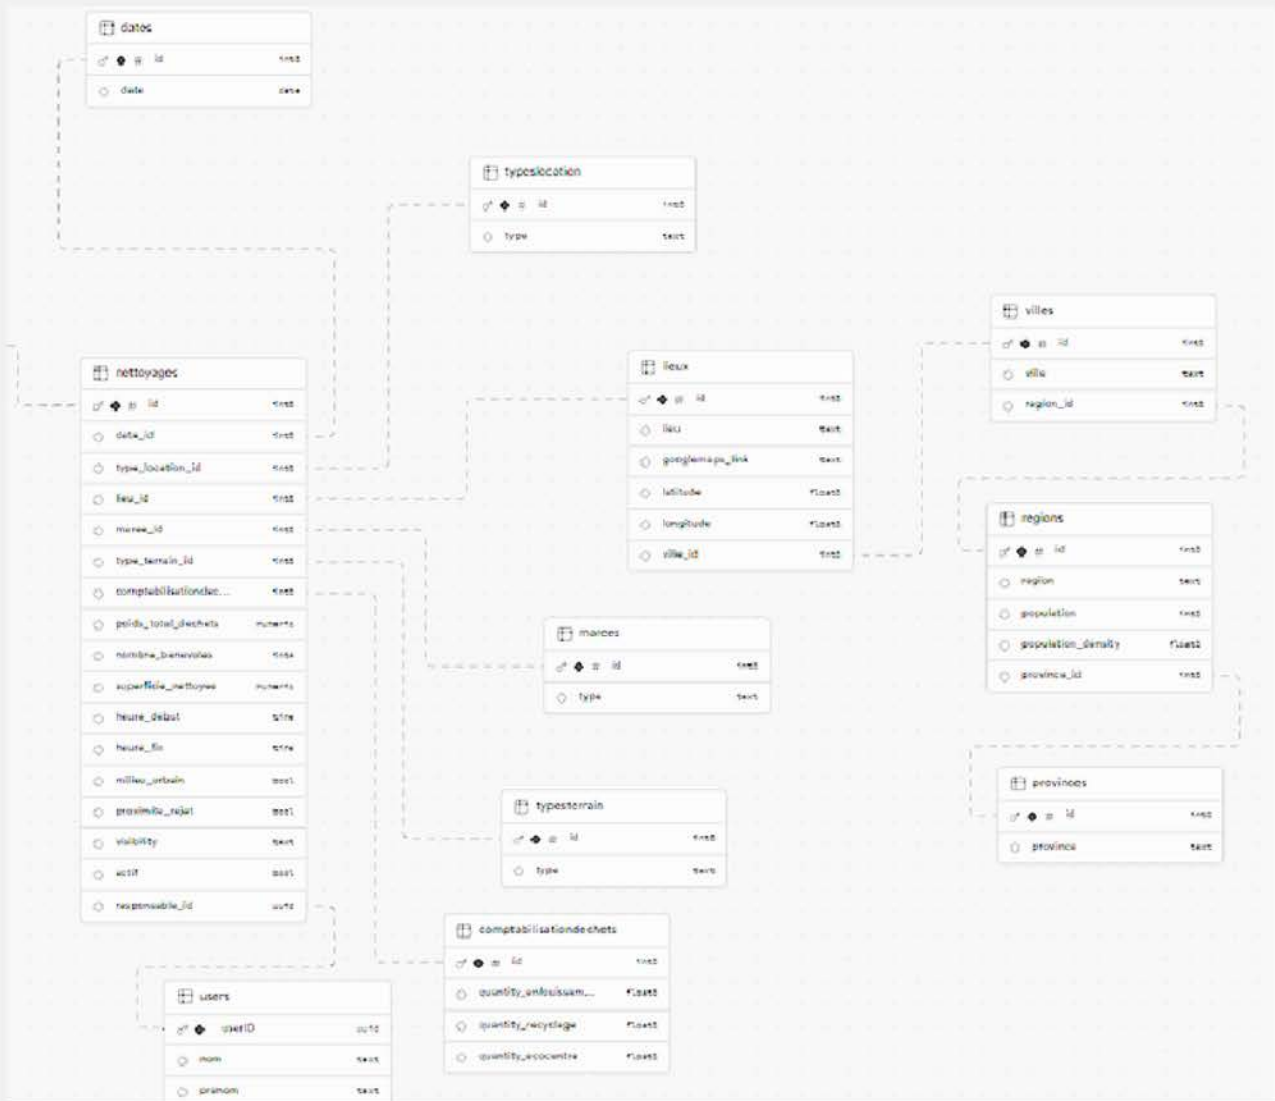 dates
id int8
date date
typeslocation
id int8
type text
villes
id int8
ville text
region_id int8
nettoyages
id int8
date_id int8
type_location_id int8
lieu_id int8
maree_id int8
type_terrain_id int8
comptabilisationdec... int8
poids_total_dechets numeric
nombre_benevoles
superficie_nettoyee numeric
heure_debut time
heure_fin time
milieu_urbain bool
proximite_rejet bool
visibility text
actif bool
responsable_id uuid
lieux
id int8
lieu text
googlemaps_link text
latitude float8
longitude float8
ville_id int8
regions
id int8
region text
population int8
population_density float8
province_id int8
marees
id int8
type text
provinces
id int8
province text
typesterrain
id int8
type text
comptabilisationdechets
id int8
quantity_enfouissem... float8
quantity_recyclage float8
quantity_ecocentre float8
users
userID uuid
nom text
prenom text